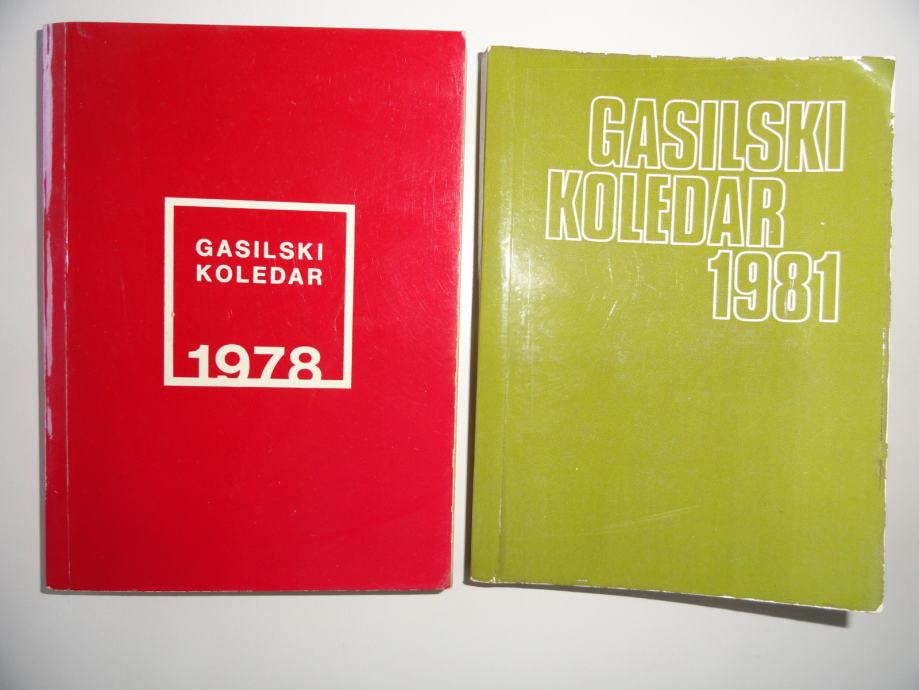 GASILSKI
KOLEDAR
1978
GASILSKI
KOLEDAR
1981